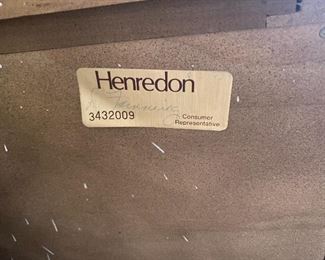 Henredon
3432009
Consumer
Representative